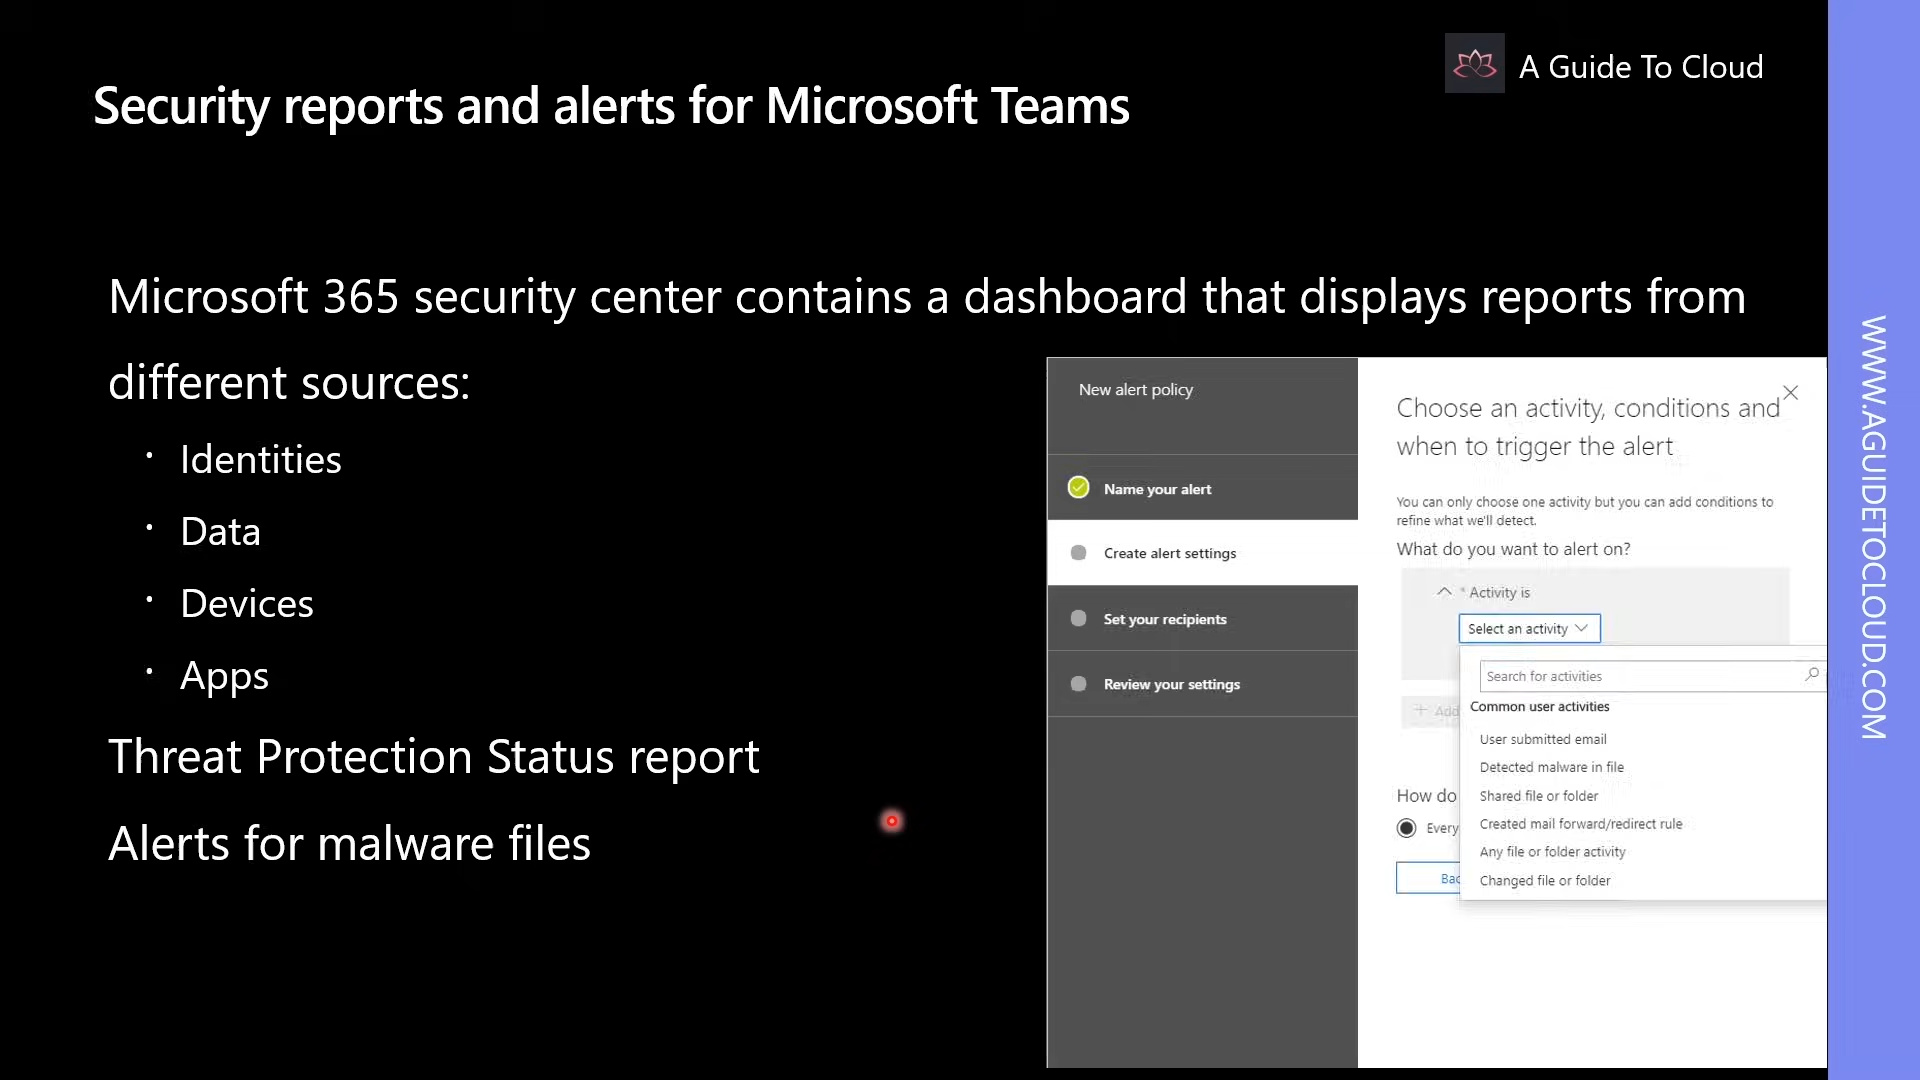 A Guide To Cloud
Security reports and alerts for Microsoft Teams
Microsoft 365 security center contains a dashboard that displays reports from
different sources:
· Identities
· Data
· Devices
· Apps
Threat Protection Status report
Alerts for malware files
New alert policy
Name your alert
Create alert settings
Set your recipients
Review your settings
Choose an activity, conditions and
when to trigger the alert
You can only choose one activity but you can add conditions to
refine what we'll detect.
What do you want to alert on?
* Activity is
Select an activity
Search for activities
+ Add
Common user activities
User submitted email
Detected malware in file
Shared file or folder
Created mail forward/redirect rule
Any file or folder activity
Changed file or folder
How do
Every
Bac
WWW.AGUIDETOCLOUD.COM